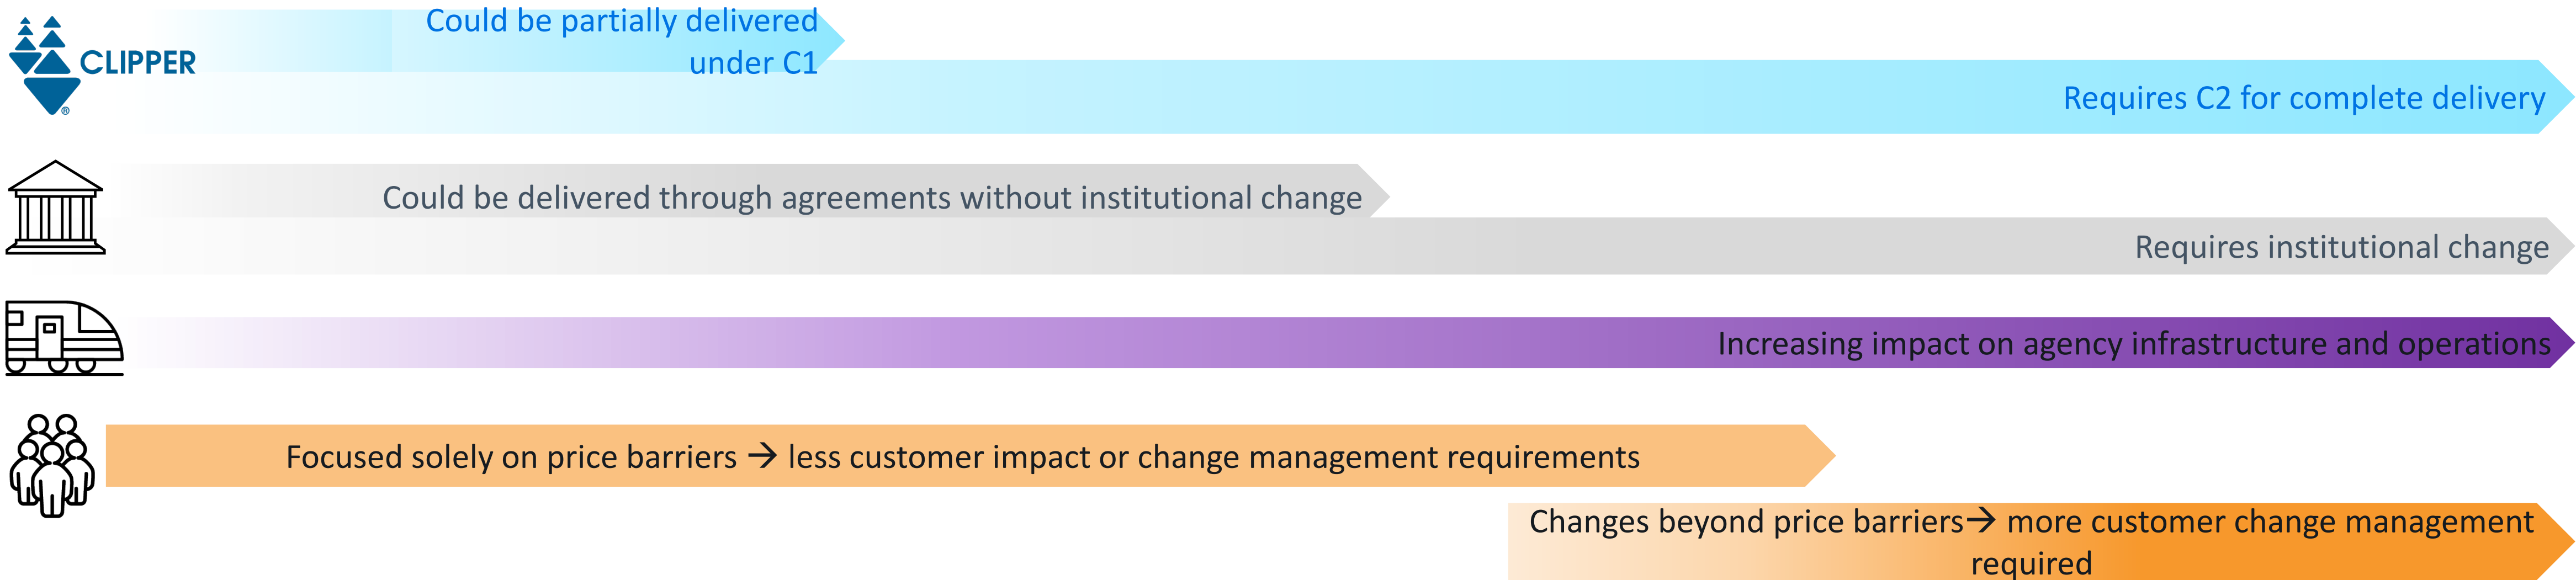 Could be partially delivered
under C1
CLIPPER
®
Requires C2 for complete delivery
Could be delivered through agreements without institutional change
Requires institutional change
Increasing impact on agency infrastructure and operations
Focused solely on price barriers → less customer impact or change management requirements
Changes beyond price barriers→ more customer change management
required